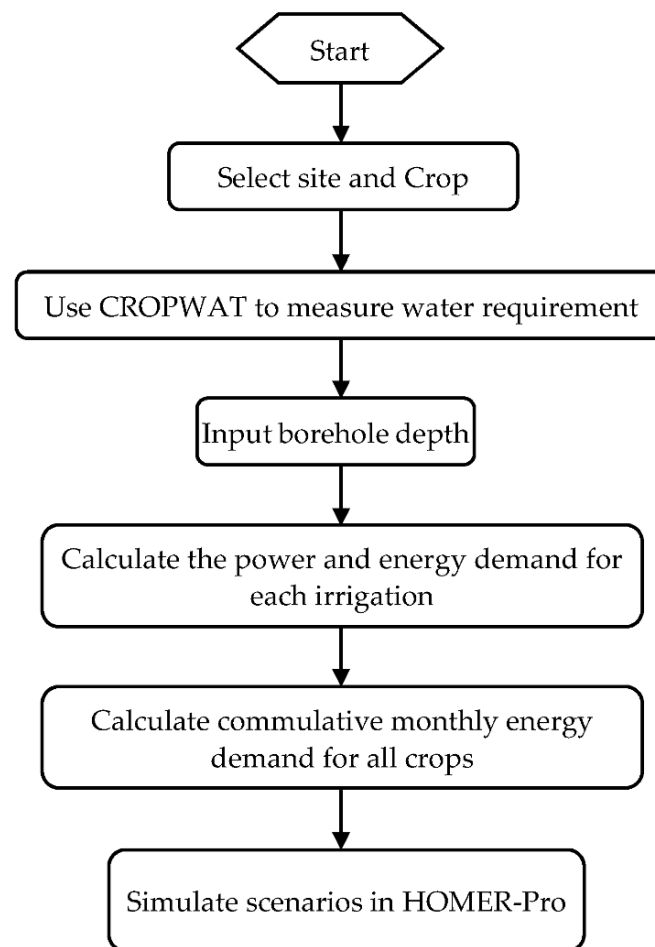 Start
Select site and Crop
Use CROPWAT to measure water requirement
Input borehole depth
Calculate the power and energy demand for
each irrigation
Calculate commulative monthly energy
demand for all crops
Simulate scenarios in HOMER-Pro